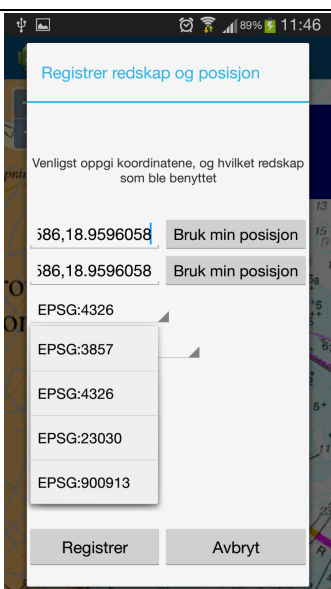 89% 11:46
Registrer redskap og posisjon
Venligst oppgi koordinatene, og hvilket redskap
som ble benyttet
586,18.9596058 Bruk min posisjon
586,18.9596058 Bruk min posisjon
EPSG:4326
EPSG:3857
EPSG:4326
EPSG:23030
EPSG:900913
Registrer Avbryt